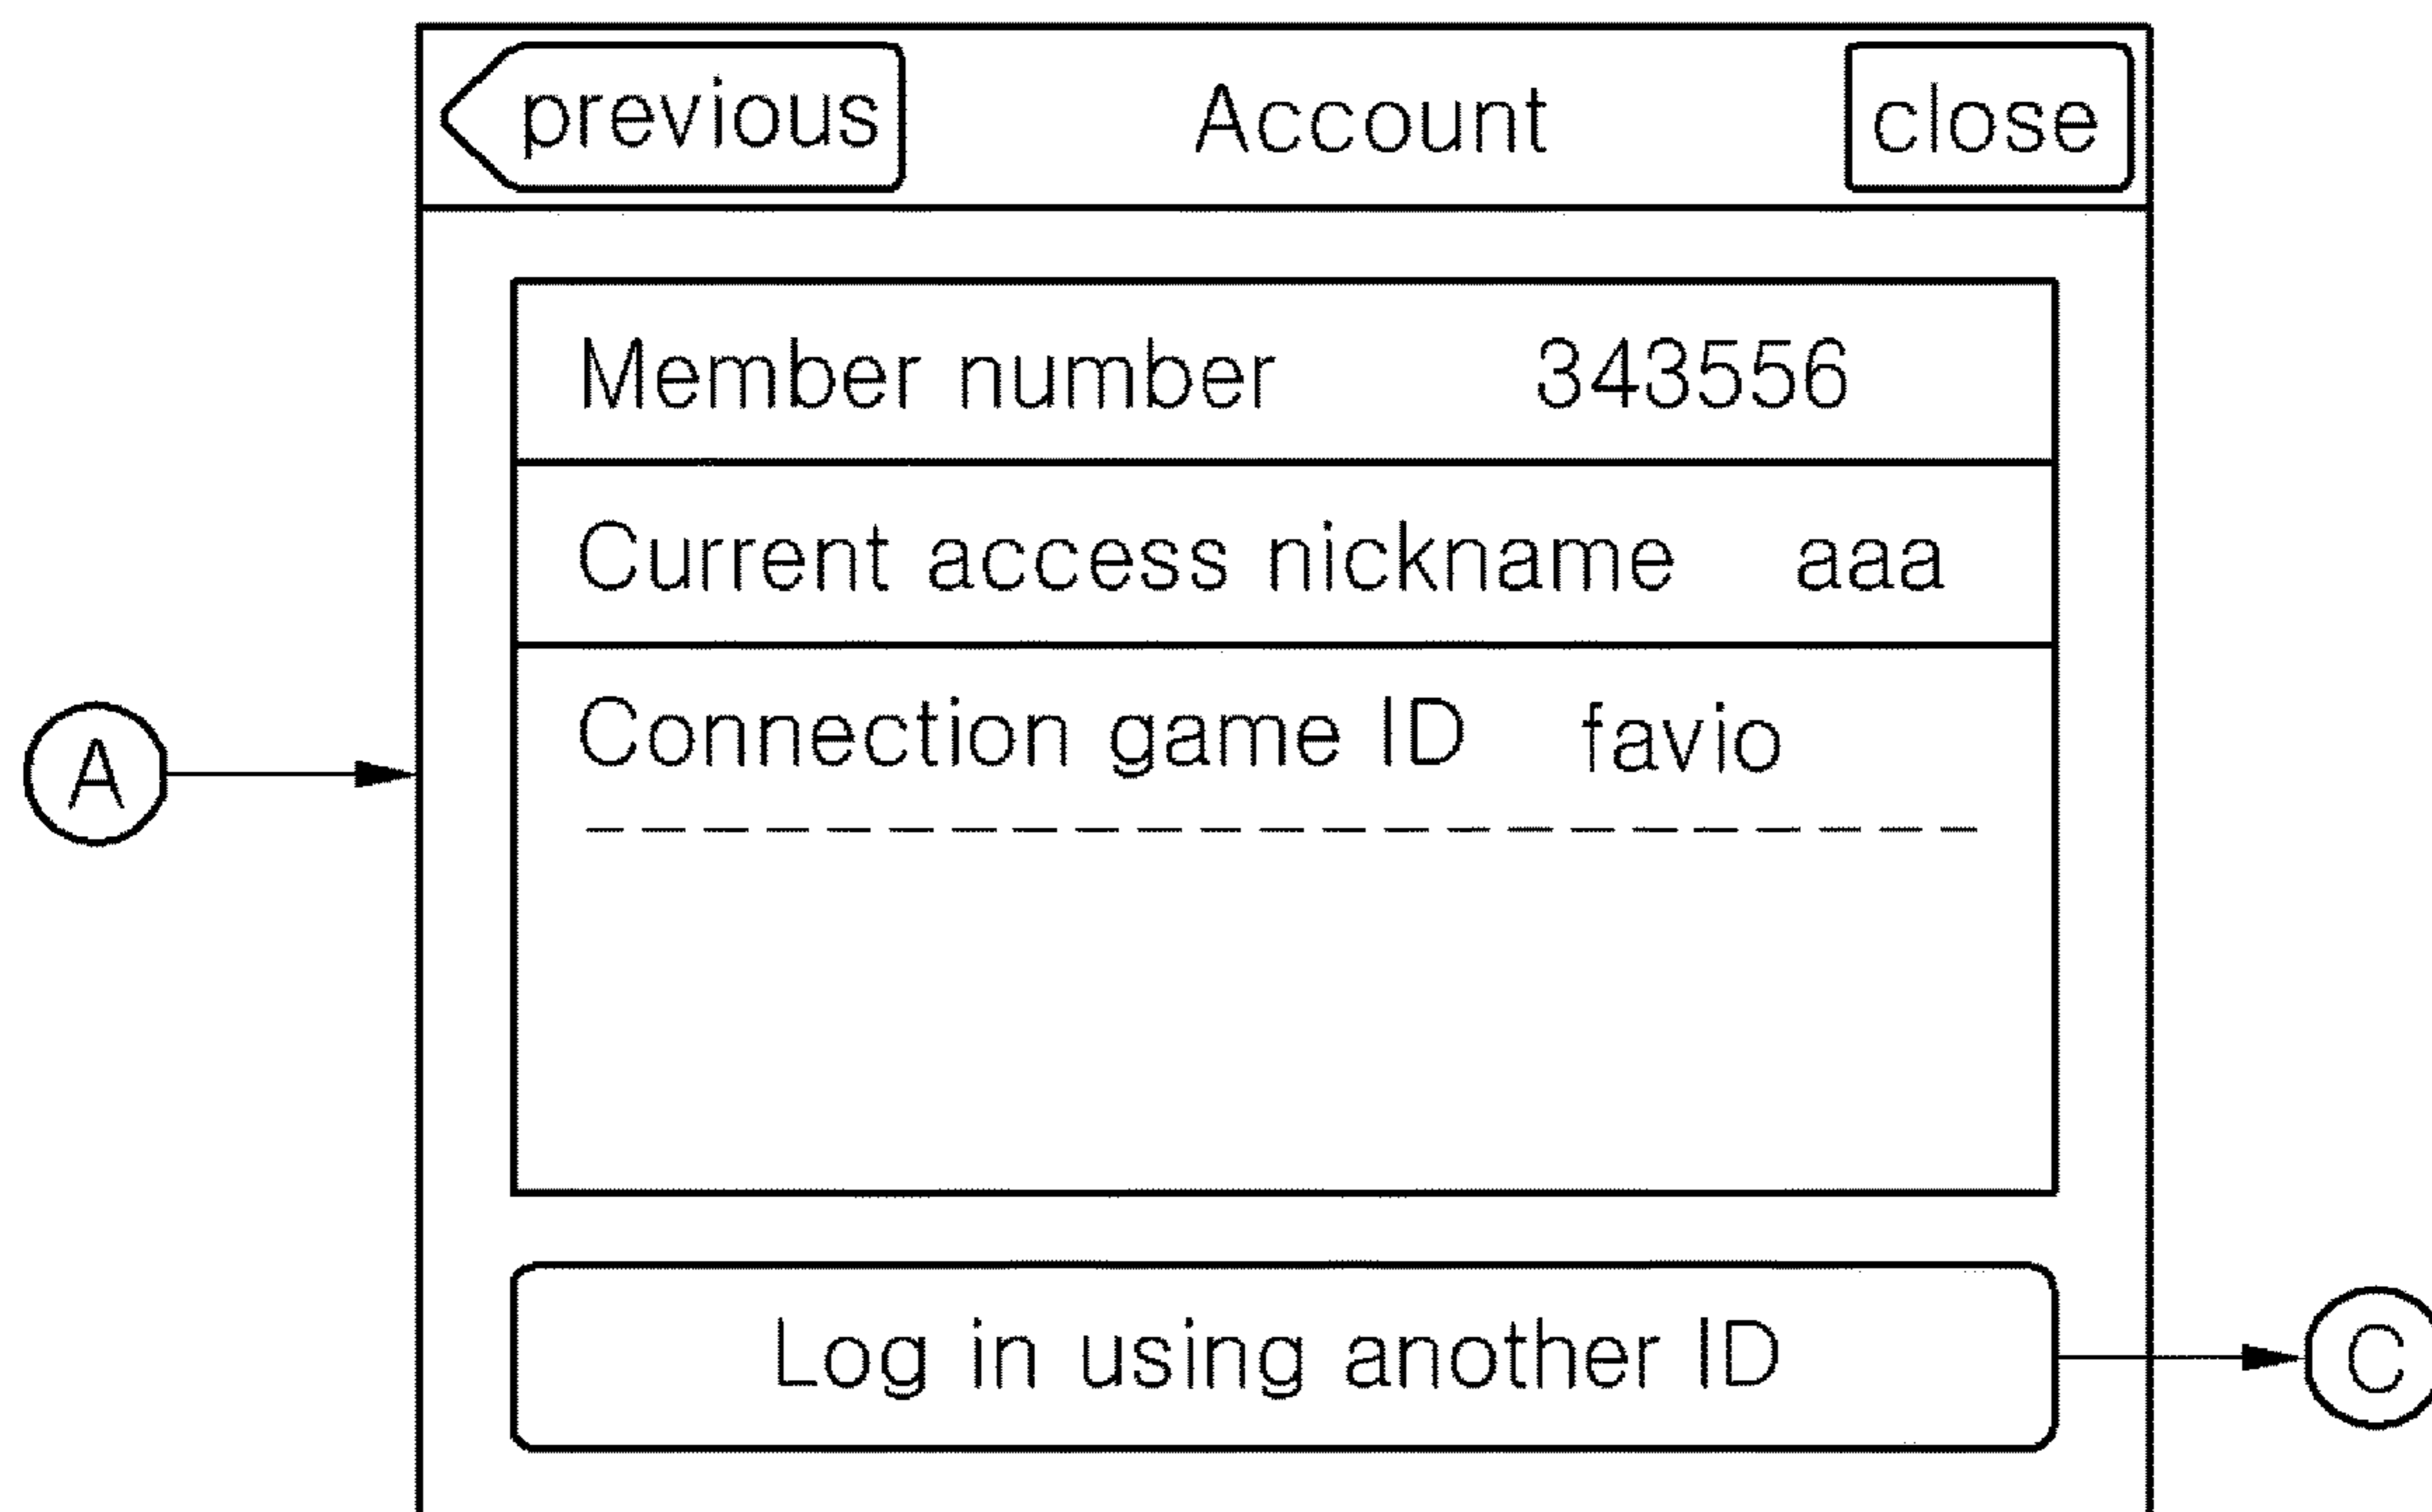 previous Account close
Member number 343556
Current access nickname aaa
Connection game ID favio
A
Log in using another ID
C